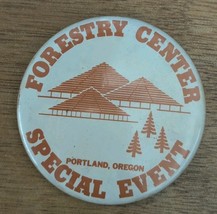 FORESTRY CENTER
PORTLAND, OREGON
SPECIAL EVENT